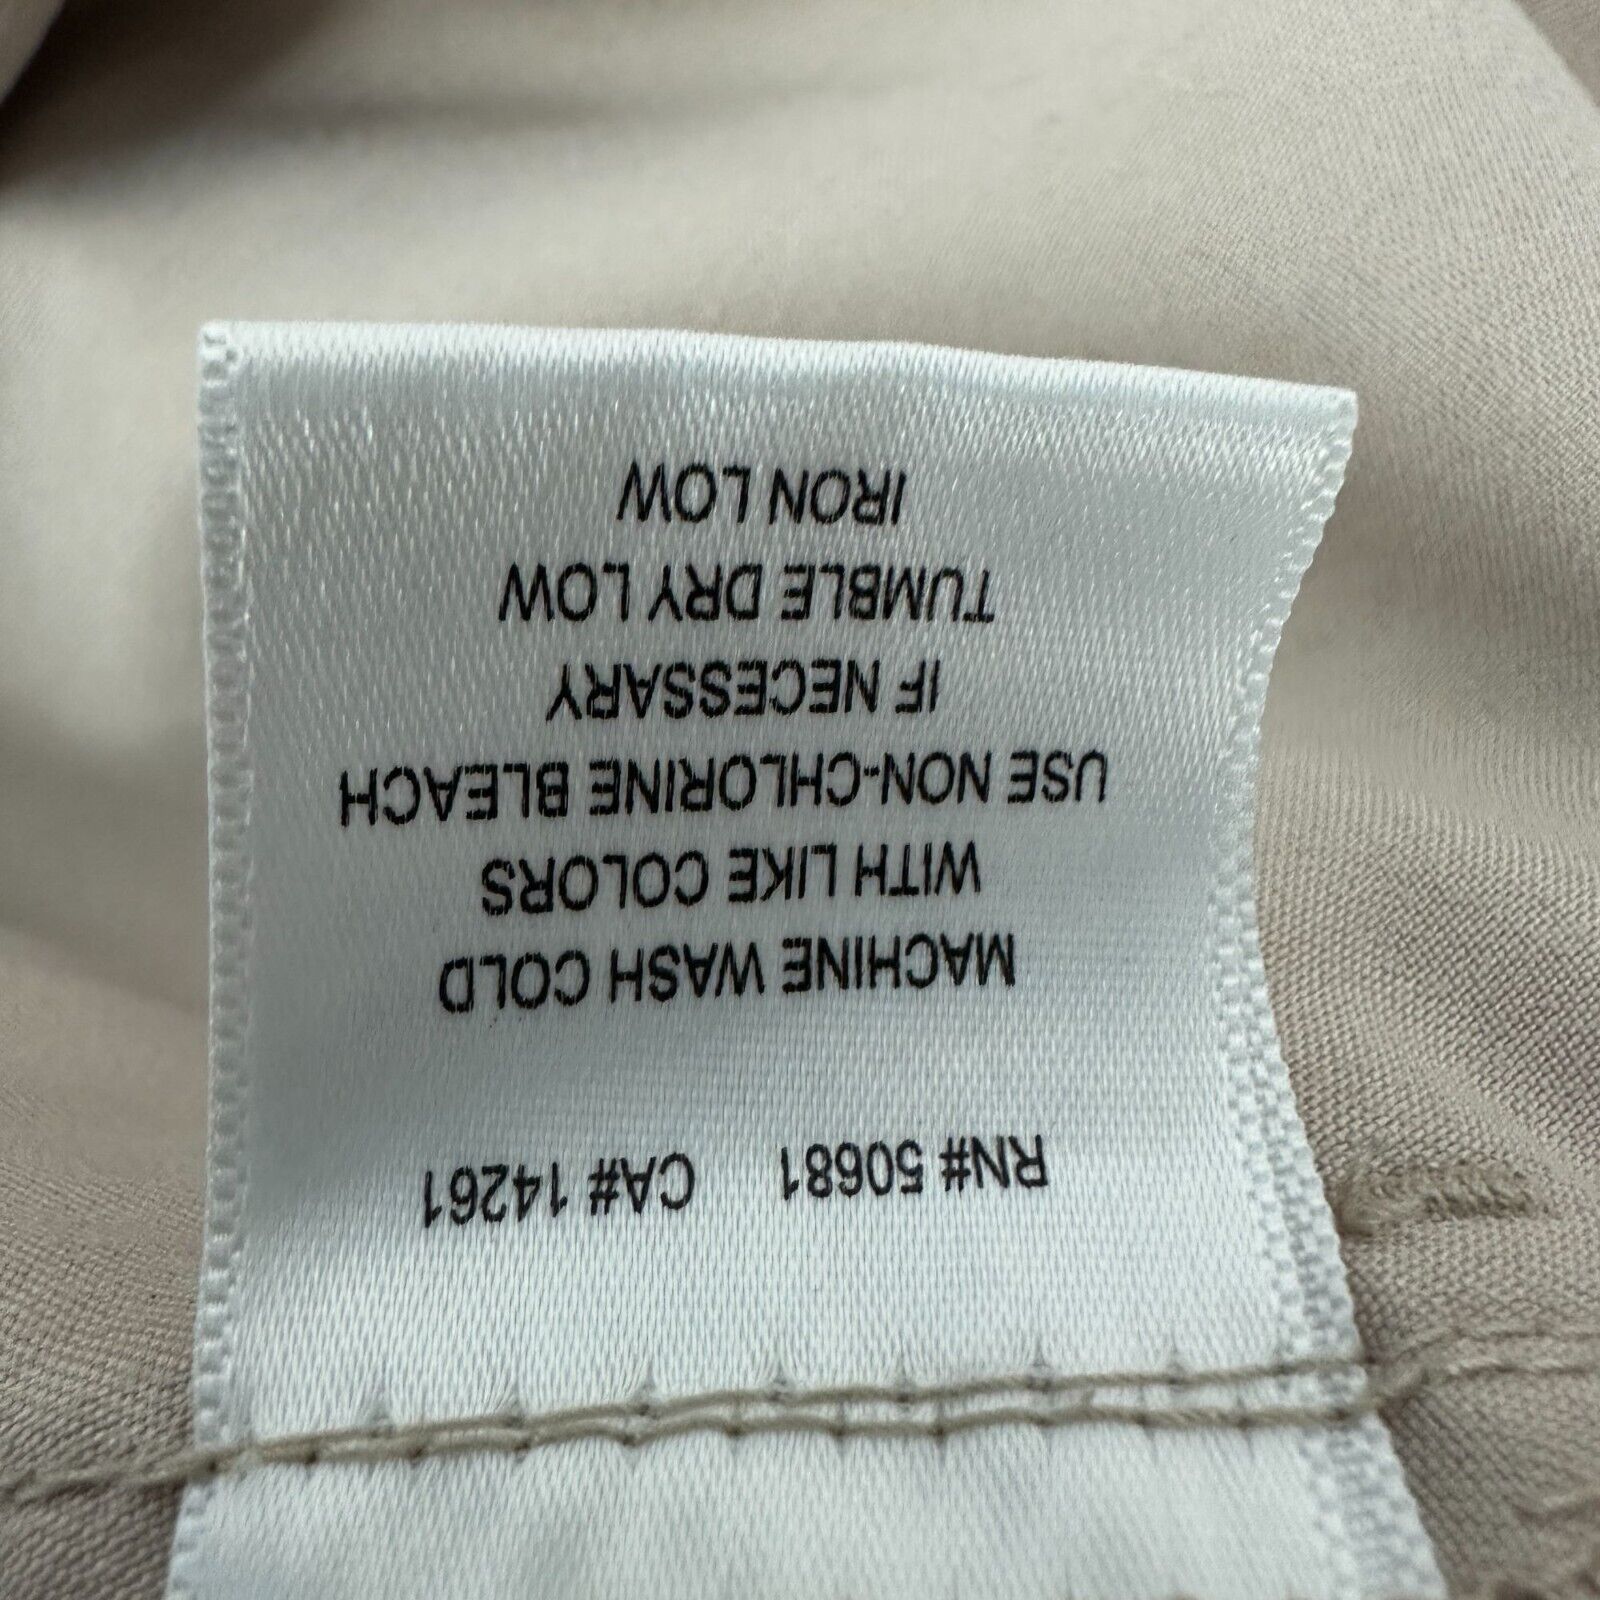 RN# 50681 CA# 14261
MACHINE WASH COLD
WITH LIKE COLORS
USE NON-CHLORINE BLEACH
IF NECESSARY
TUMBLE DRY LOW
IRON LOW